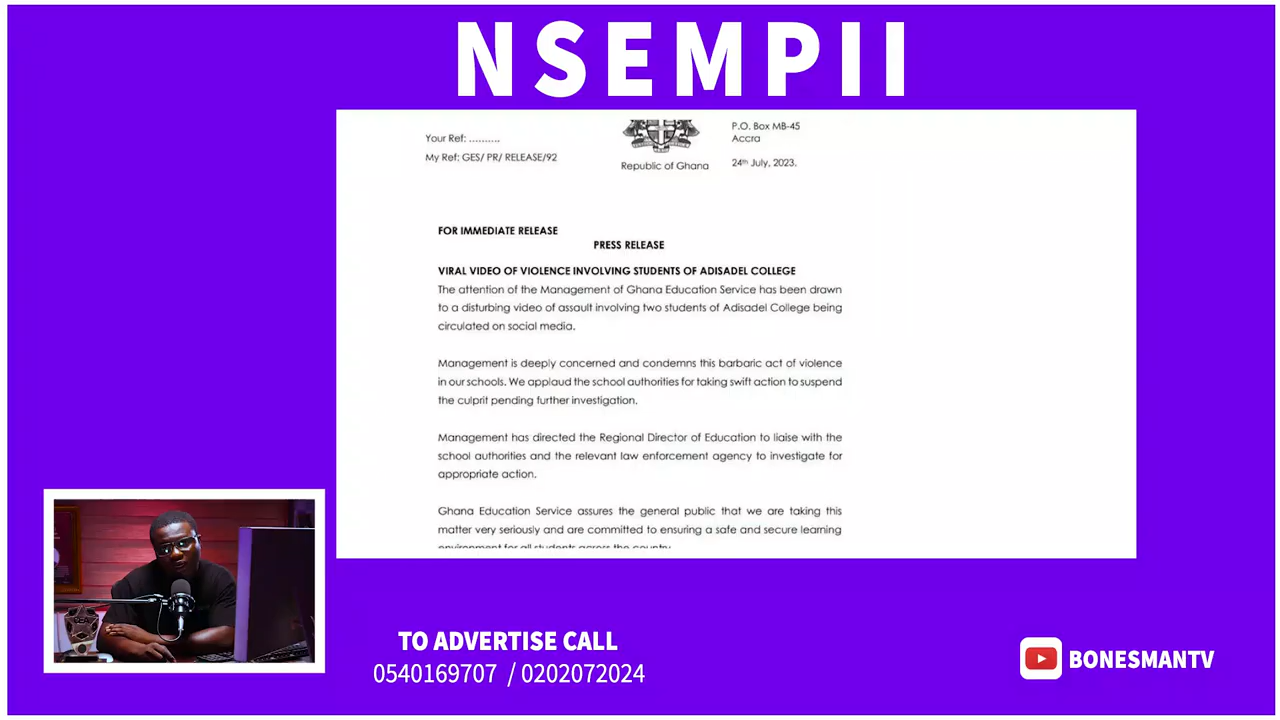 NSEMPII
Your Ref: ..........
My Ref: GES/ PR/ RELEASE/92
Republic of Ghana
P.O. Box MB-45
Accra
24th July, 2023.
FOR IMMEDIATE RELEASE
PRESS RELEASE
VIRAL VIDEO OF VIOLENCE INVOLVING STUDENTS OF ADISADEL COLLEGE
The attention of the Management of Ghana Education Service has been drawn
to a disturbing video of assault involving two students of Adisadel College being
circulated on social media.
Management is deeply concerned and condemns this barbaric act of violence
in our schools. We applaud the school authorities for taking swift action to suspend
the culprit pending further investigation.
Management has directed the Regional Director of Education to liaise with the
school authorities and the relevant law enforcement agency to investigate for
appropriate action.
Ghana Education Service assures the general public that we are taking this
matter very seriously and are committed to ensuring a safe and secure learning
environment for all students across the country.
TO ADVERTISE CALL
0540169707 / 0202072024
BONESMANTV